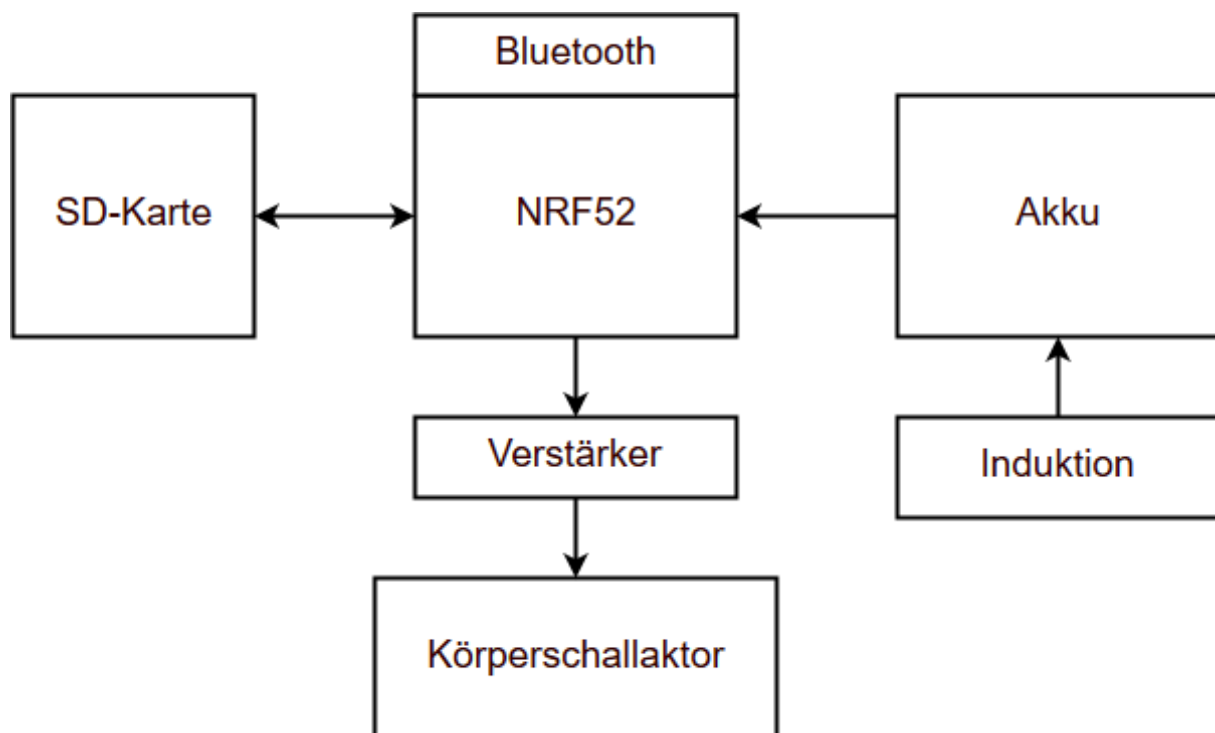 Bluetooth
SD-Karte
NRF52
Akku
Verstärker
Induktion
Körperschallaktor